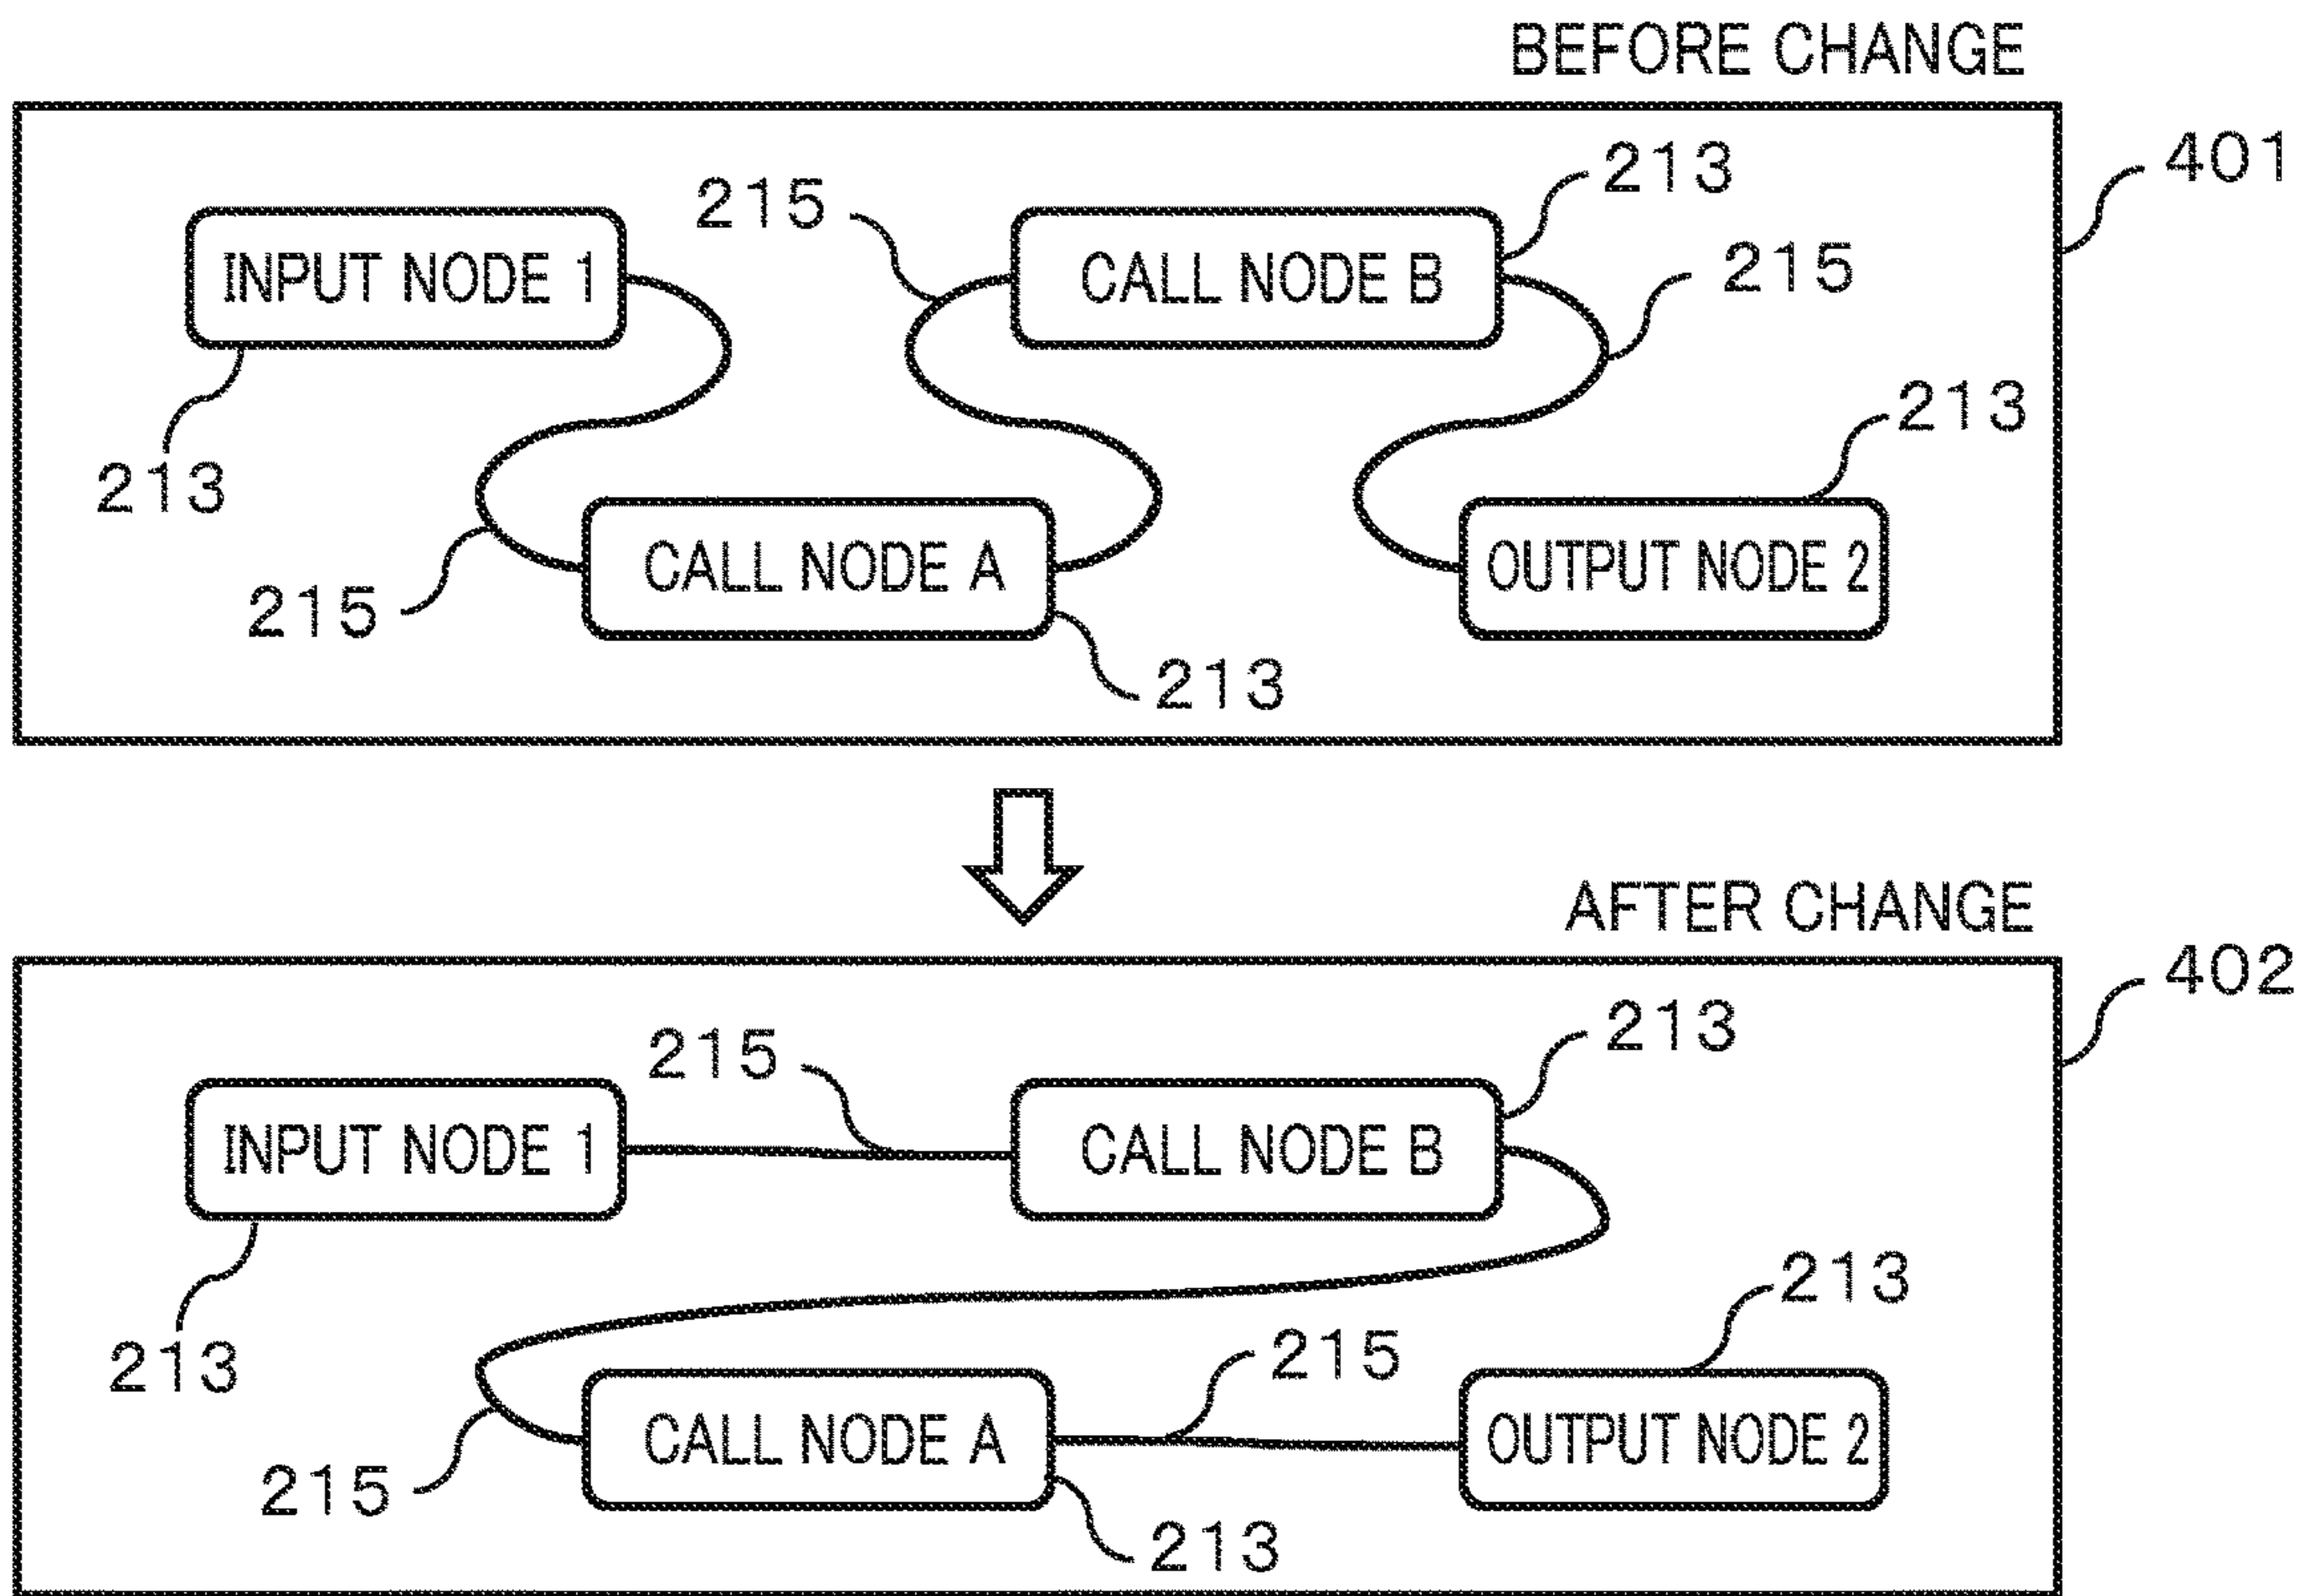 BEFORE CHANGE
401
213
215
215
INPUT NODE 1
CALL NODE B
213
213
CALL NODE A
OUTPUT NODE 2
215
213
AFTER CHANGE
402
213
215
INPUT NODE 1
CALL NODE B
213
213
215
CALL NODE A
OUTPUT NODE 2
215
213